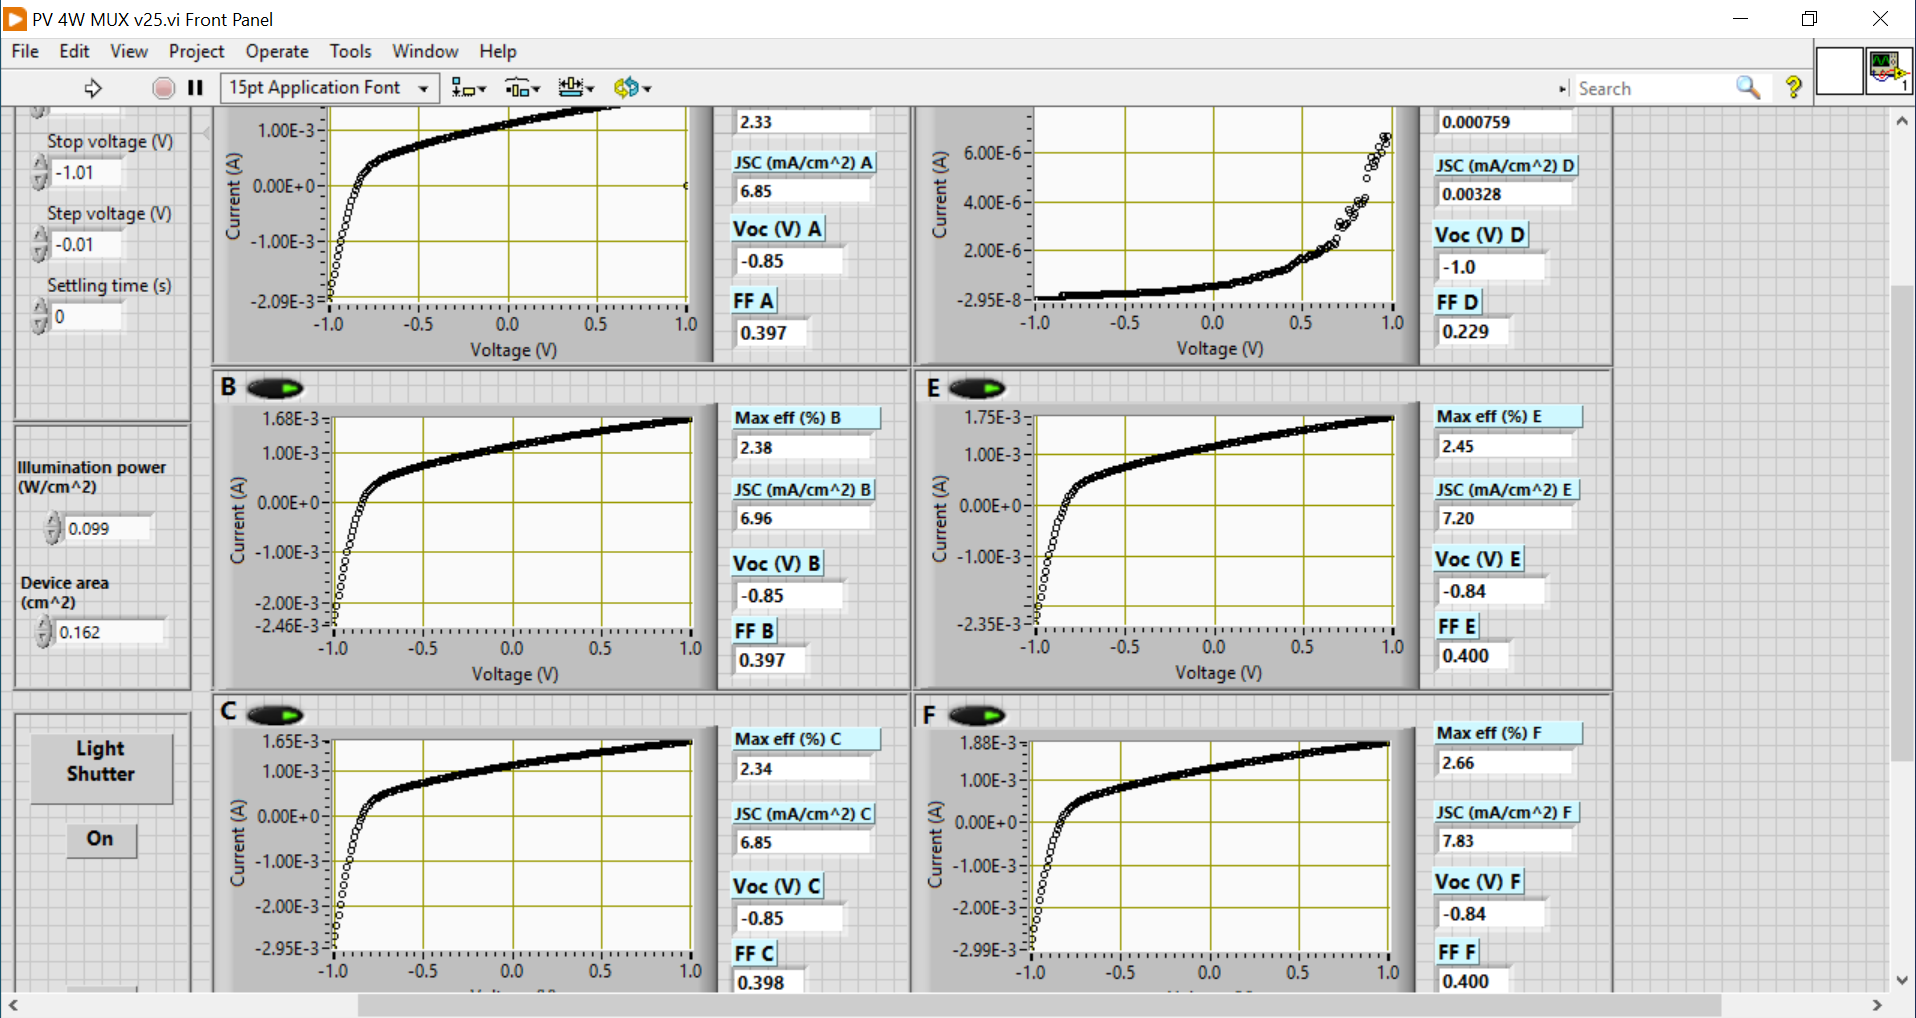 PV 4W MUX v25.vi Front Panel
File Edit View Project Operate Tools Window Help
15pt Application Font
Search
1
Stop voltage (V)
-1.01
Step voltage (V)
-0.01
Settling time (s)
0
Illumination power
(W/cm^2)
0.099
Device area
(cm^2)
0.162
Light
Shutter
On
1.00E-3
0.00E+0
-1.00E-3
-2.09E-3
Current (A)
-1.0 -0.5 0.0 0.5 1.0
Voltage (V)
2.33
JSC (mA/cm^2) A
6.85
Voc (V) A
-0.85
FF A
0.397
6.00E-6
4.00E-6
2.00E-6
-2.95E-8
Current (A)
-1.0 -0.5 0.0 0.5 1.0
Voltage (V)
0.000759
JSC (mA/cm^2) D
0.00328
Voc (V) D
-1.0
FF D
0.229
B
1.68E-3
1.00E-3
0.00E+0
-1.00E-3
-2.00E-3
-2.46E-3
Current (A)
-1.0 -0.5 0.0 0.5 1.0
Voltage (V)
Max eff (%) B
2.38
JSC (mA/cm^2) B
6.96
Voc (V) B
-0.85
FF B
0.397
E
1.75E-3
1.00E-3
0.00E+0
-1.00E-3
-2.35E-3
Current (A)
-1.0 -0.5 0.0 0.5 1.0
Voltage (V)
Max eff (%) E
2.45
JSC (mA/cm^2) E
7.20
Voc (V) E
-0.84
FF E
0.400
C
1.65E-3
1.00E-3
0.00E+0
-1.00E-3
-2.00E-3
-2.95E-3
Current (A)
-1.0 -0.5 0.0 0.5 1.0
Max eff (%) C
2.34
JSC (mA/cm^2) C
6.85
Voc (V) C
-0.85
FF C
0.398
F
1.88E-3
1.00E-3
0.00E+0
-1.00E-3
-2.00E-3
-2.99E-3
Current (A)
-1.0 -0.5 0.0 0.5 1.0
Max eff (%) F
2.66
JSC (mA/cm^2) F
7.83
Voc (V) F
-0.84
FF F
0.400